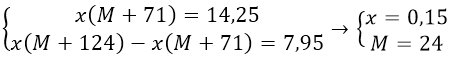 { x(M + 71) = 14,25
x(M + 124) − x(M + 71) = 7,95 → { x = 0,15
M = 24